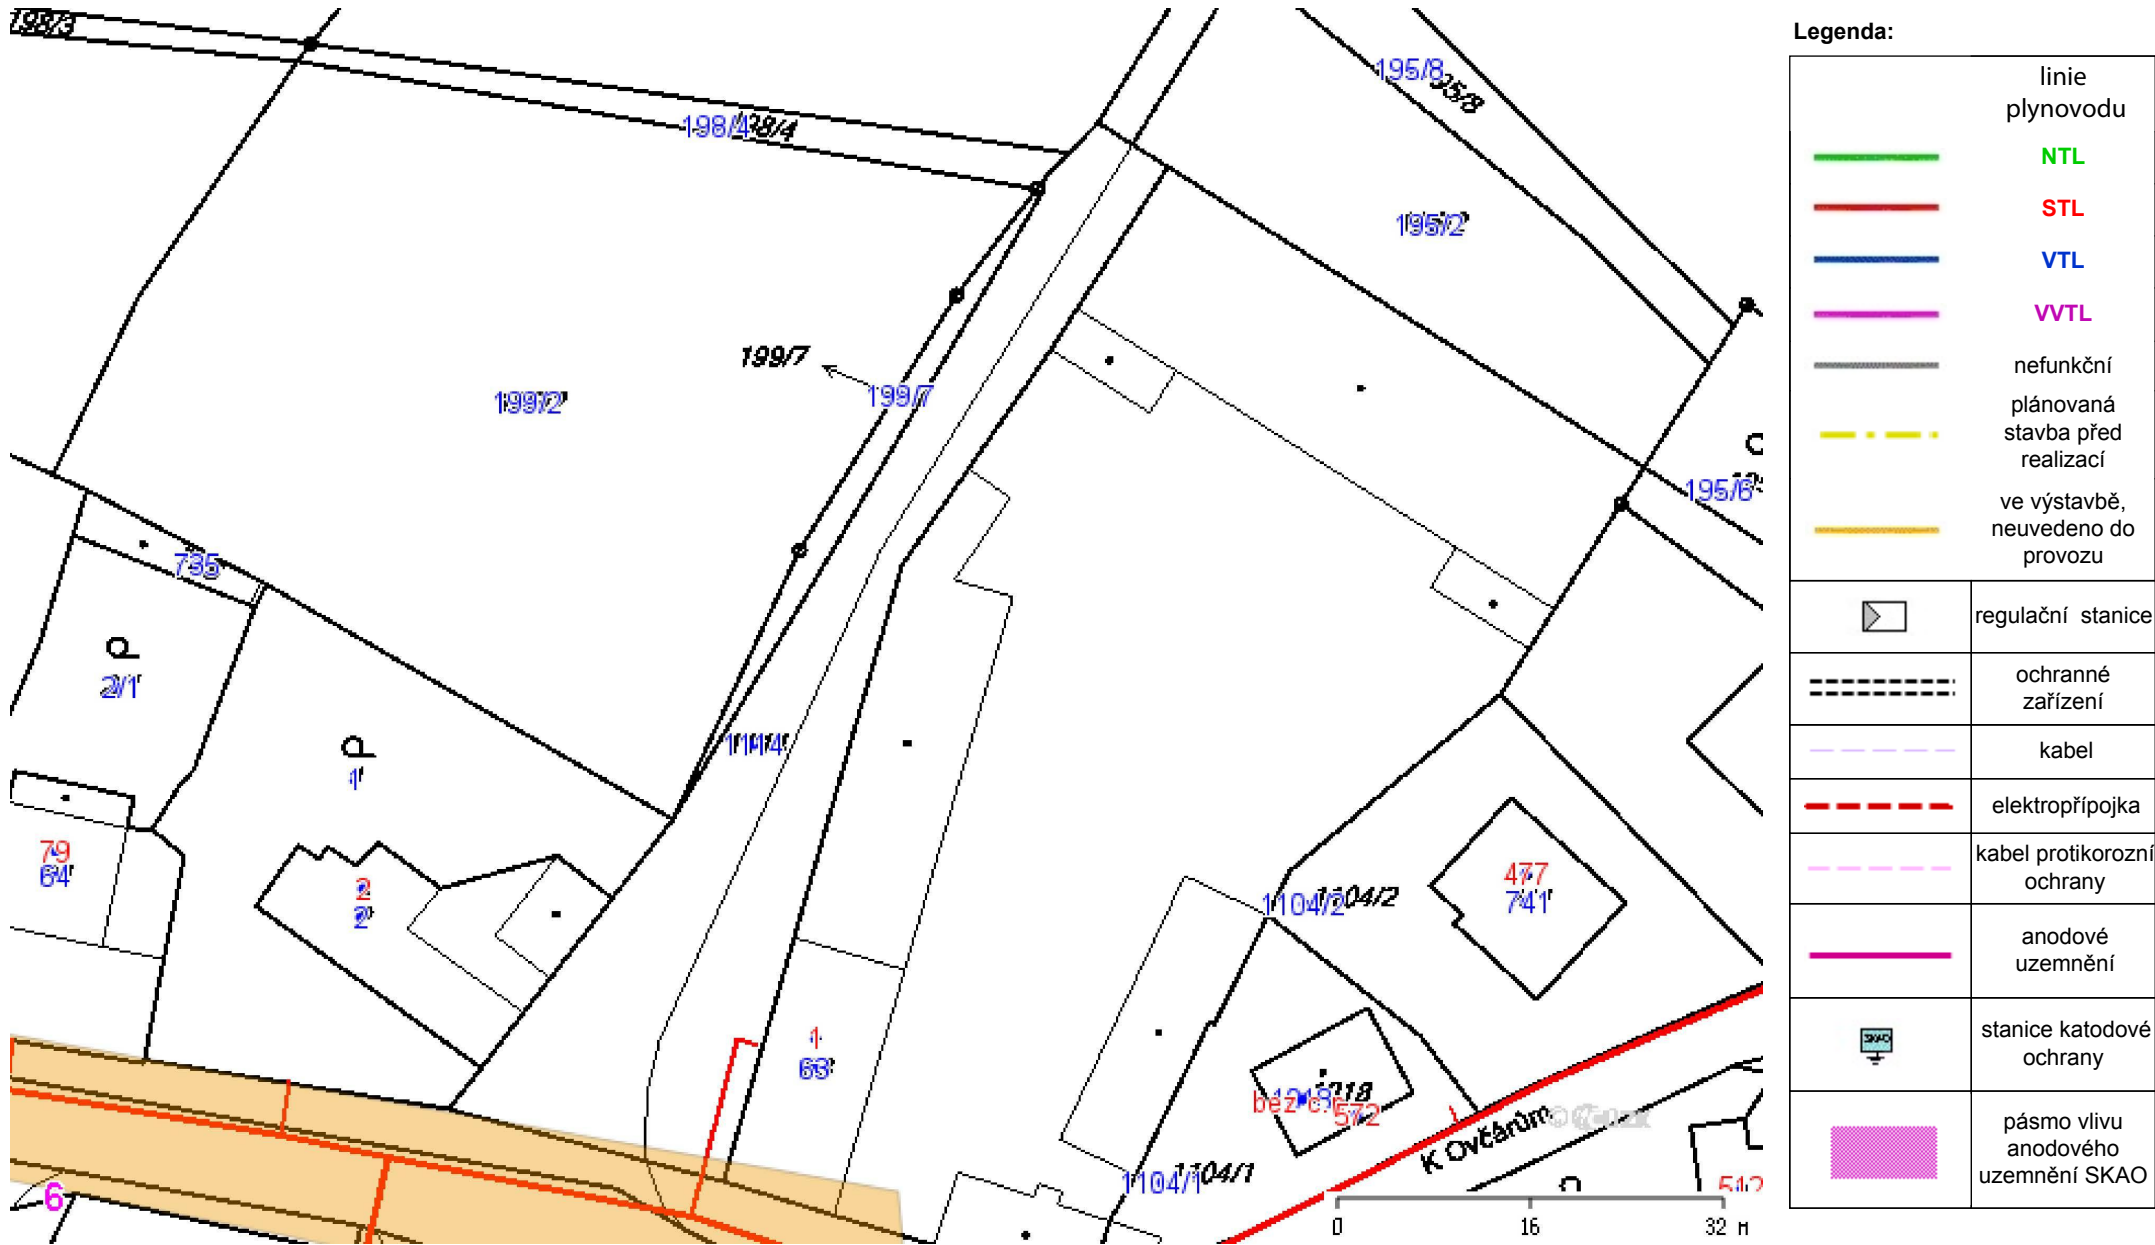 198/3
198/4
195/8
195/2
199/7
199/7
199/2
195/6
735
2/1
1
1114
79
64
2
2
1104/2
1104/2
477
741
1
63
1218
bez č.p.
572
K Ovčárům
1104/1
1104/1
512
6
0 16 32 m
Legenda:
linie
plynovodu
NTL
STL
VTL
VVTL
nefunkční
plánovaná
stavba před
realizací
ve výstavbě,
neuvedeno do
provozu
regulační stanice
ochranné
zařízení
kabel
elektropřípojka
kabel protikorozní
ochrany
anodové
uzemnění
SKAO
stanice katodové
ochrany
pásmo vlivu
anodového
uzemnění SKAO